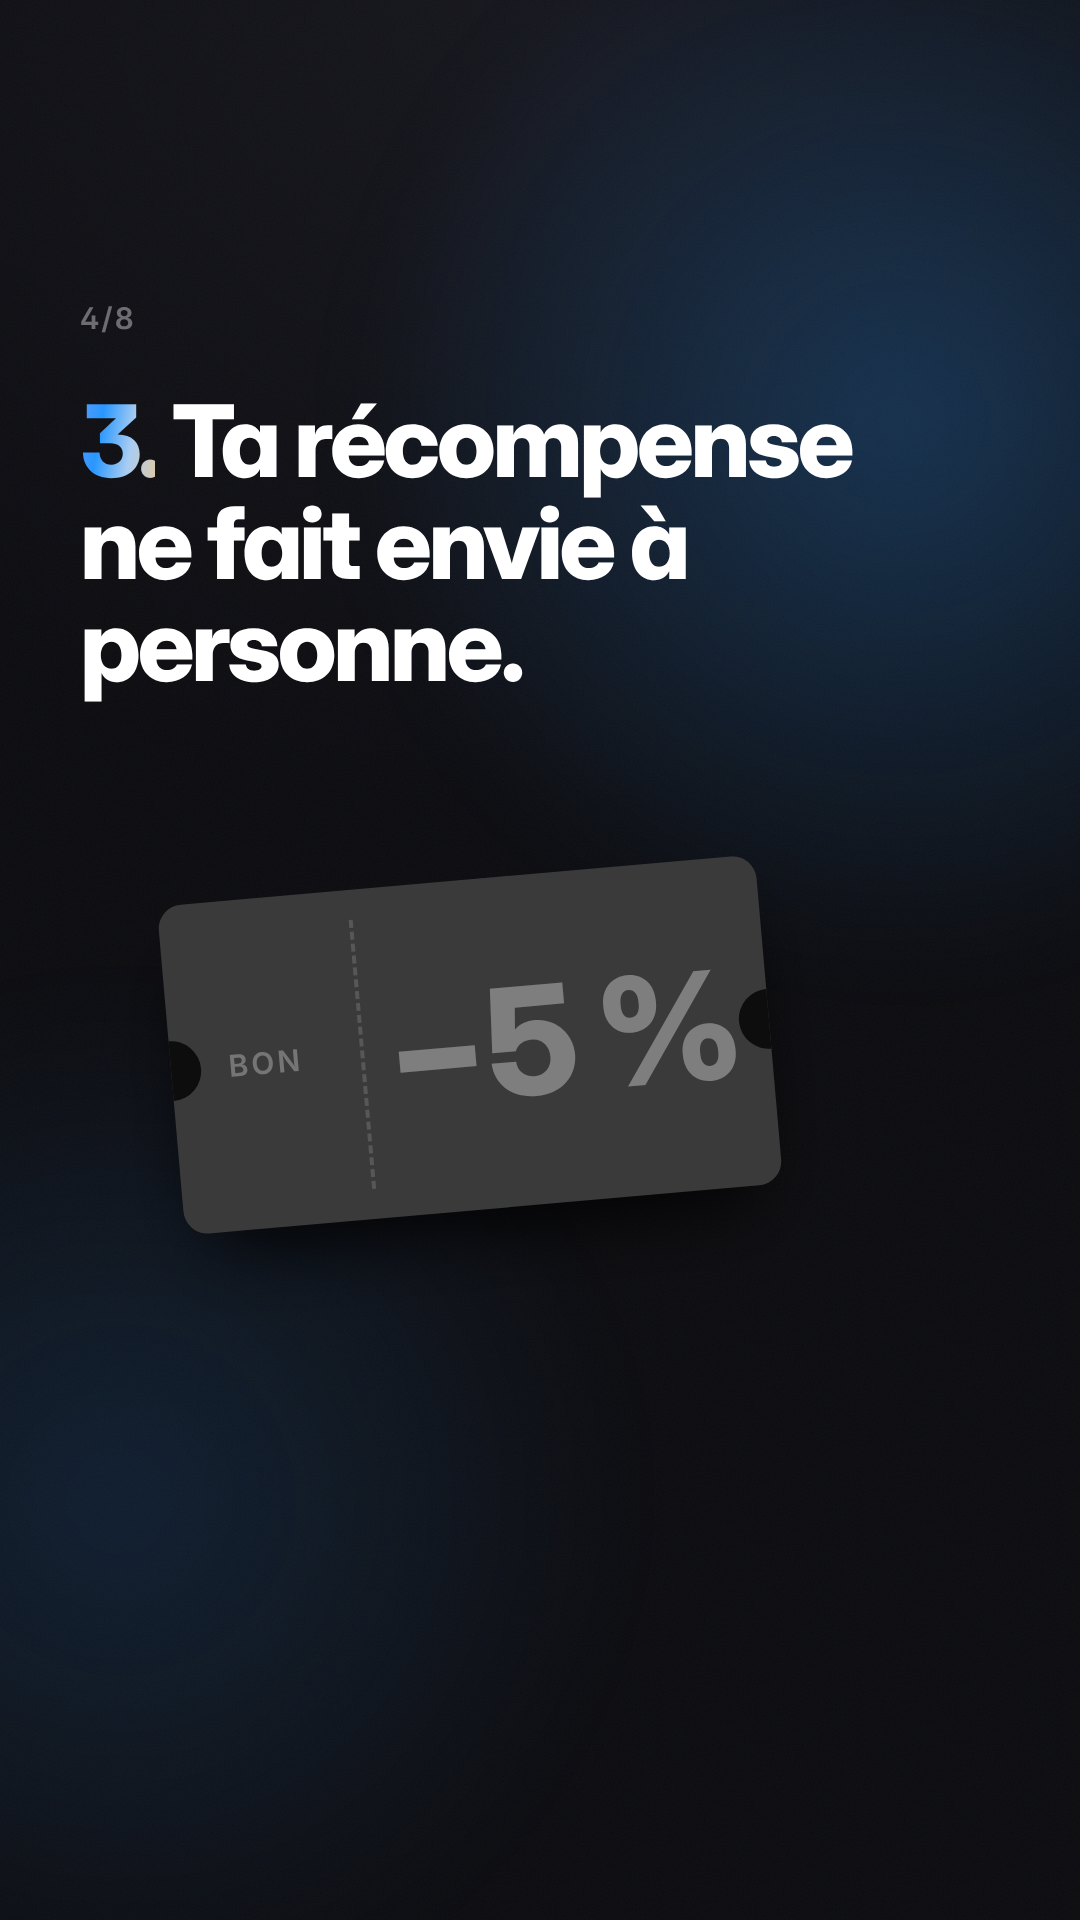 4/8
3. Ta récompense
ne fait envie à
personne.
BON
–5 %